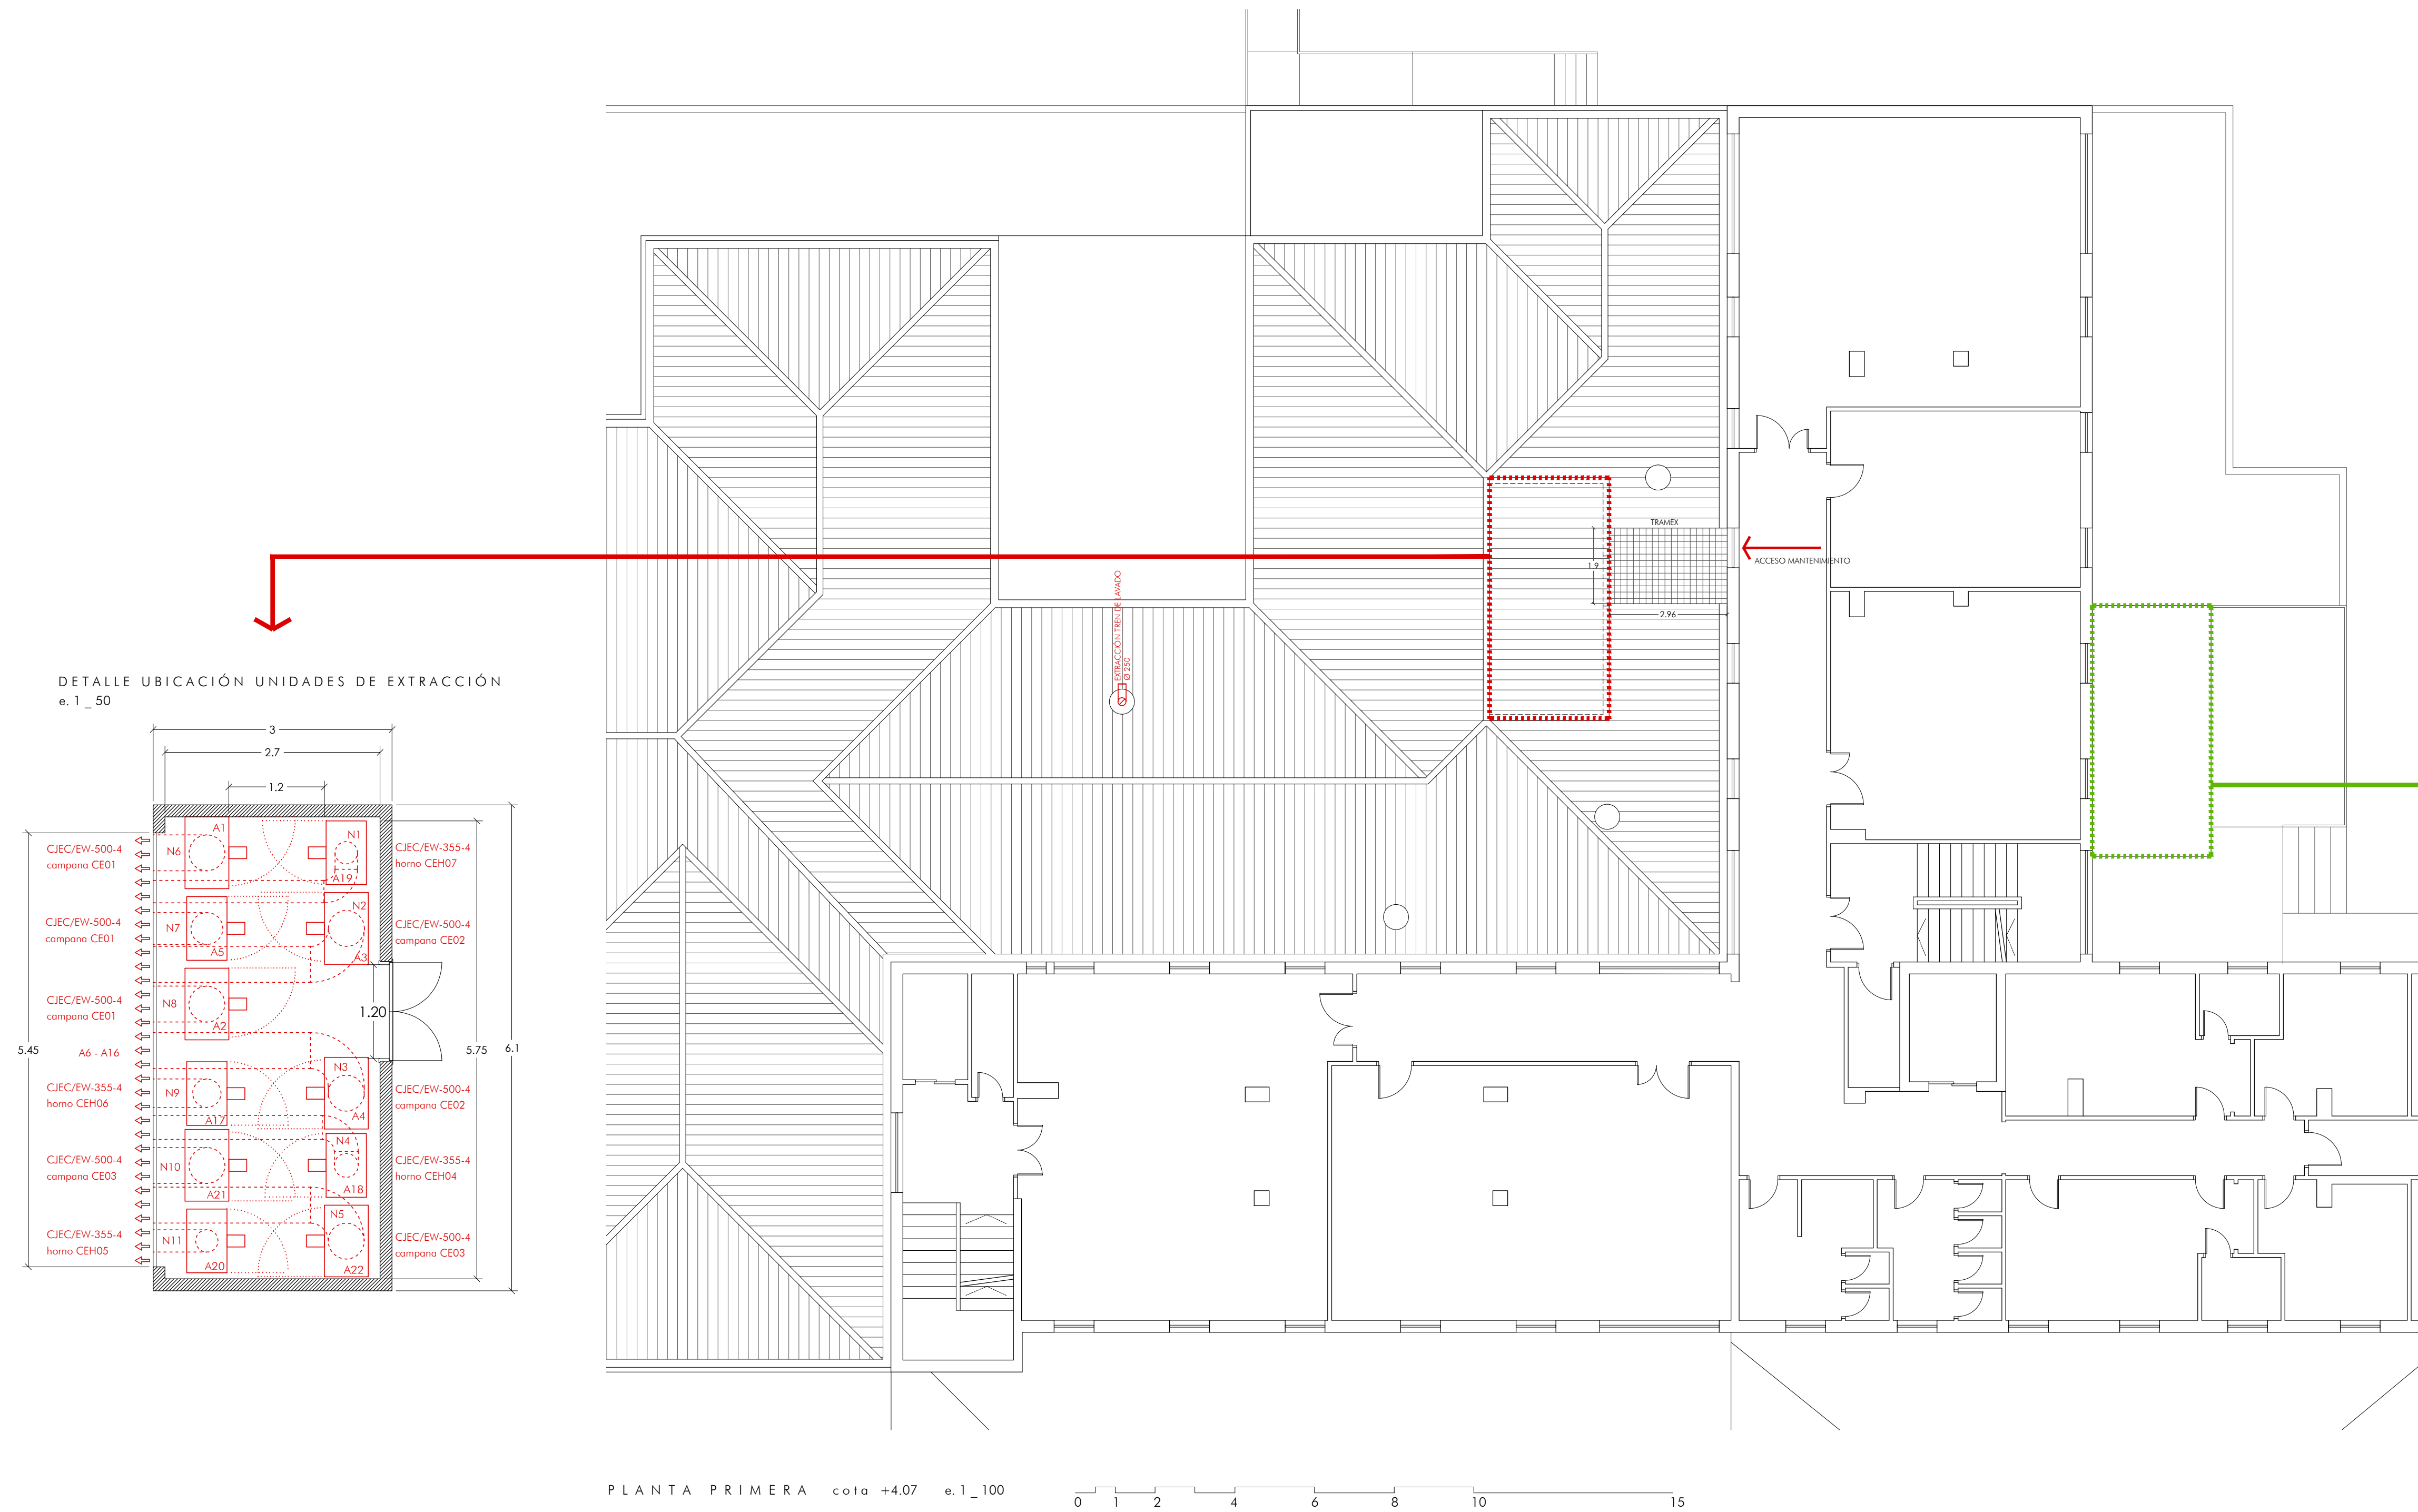 TRAMEX
ACCESO MANTENIMIENTO
1.9
2.96
EXTRACCIÓN TREN DE LAVADO
Ø 250
DETALLE UBICACIÓN UNIDADES DE EXTRACCIÓN
e. 1 _ 50
3
2.7
1.2
A1
N6
N1
A19
CJEC/EW-500-4
campana CE01
CJEC/EW-355-4
horno CEH07
N7
A5
N2
A3
CJEC/EW-500-4
campana CE01
CJEC/EW-500-4
campana CE02
N8
A2
CJEC/EW-500-4
campana CE01
1.20
5.45
A6 - A16
5.75
6.1
N9
A17
N3
A4
CJEC/EW-355-4
horno CEH06
CJEC/EW-500-4
campana CE02
N10
A21
N4
A18
CJEC/EW-500-4
campana CE03
CJEC/EW-355-4
horno CEH04
N11
A20
N5
A22
CJEC/EW-355-4
horno CEH05
CJEC/EW-500-4
campana CE03
PLANTA PRIMERA cota +4.07 e. 1 _ 100
0 1 2 4 6 8 10 15